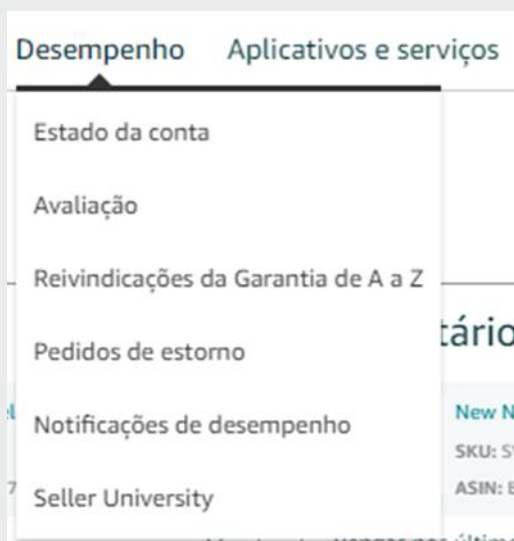 Desempenho Aplicativos e serviços
Estado da conta
Avaliação
Reivindicações da Garantia de A a Z
tário
Pedidos de estorno
New N
Notificações de desempenho
SKU: S
ASIN:
Seller University